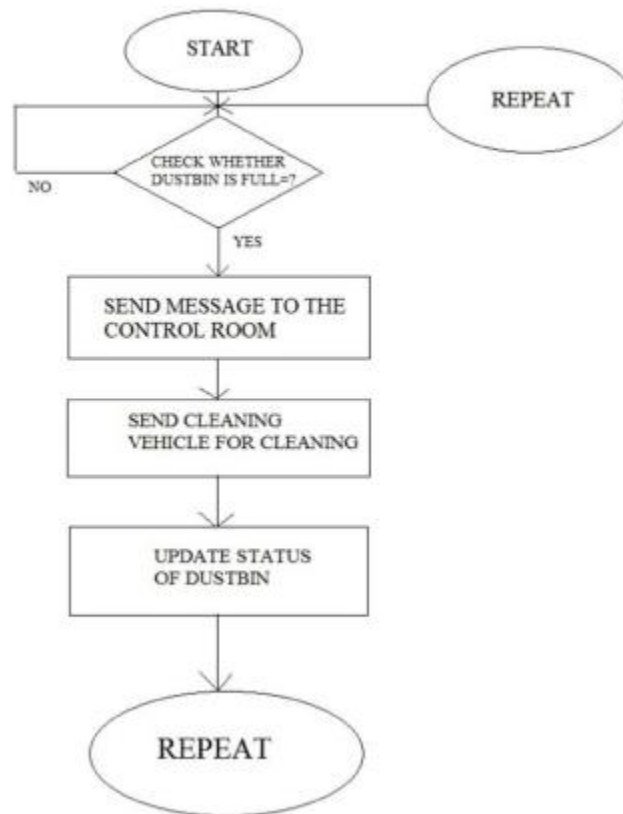 START
REPEAT
CHECK WHETHER
DUSTBIN IS FULL=?
NO
YES
SEND MESSAGE TO THE
CONTROL ROOM
SEND CLEANING
VEHICLE FOR CLEANING
UPDATE STATUS
OF DUSTBIN
REPEAT